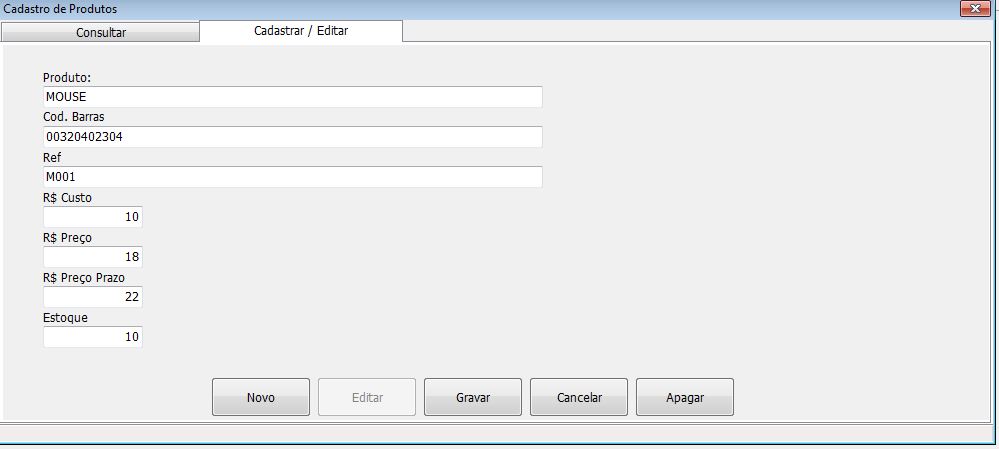 Cadastro de Produtos
Consultar
Cadastrar / Editar
Produto:
MOUSE
Cod. Barras
00320402304
Ref
M001
R$ Custo
10
R$ Preço
18
R$ Preço Prazo
22
Estoque
10
Novo Editar Gravar Cancelar Apagar